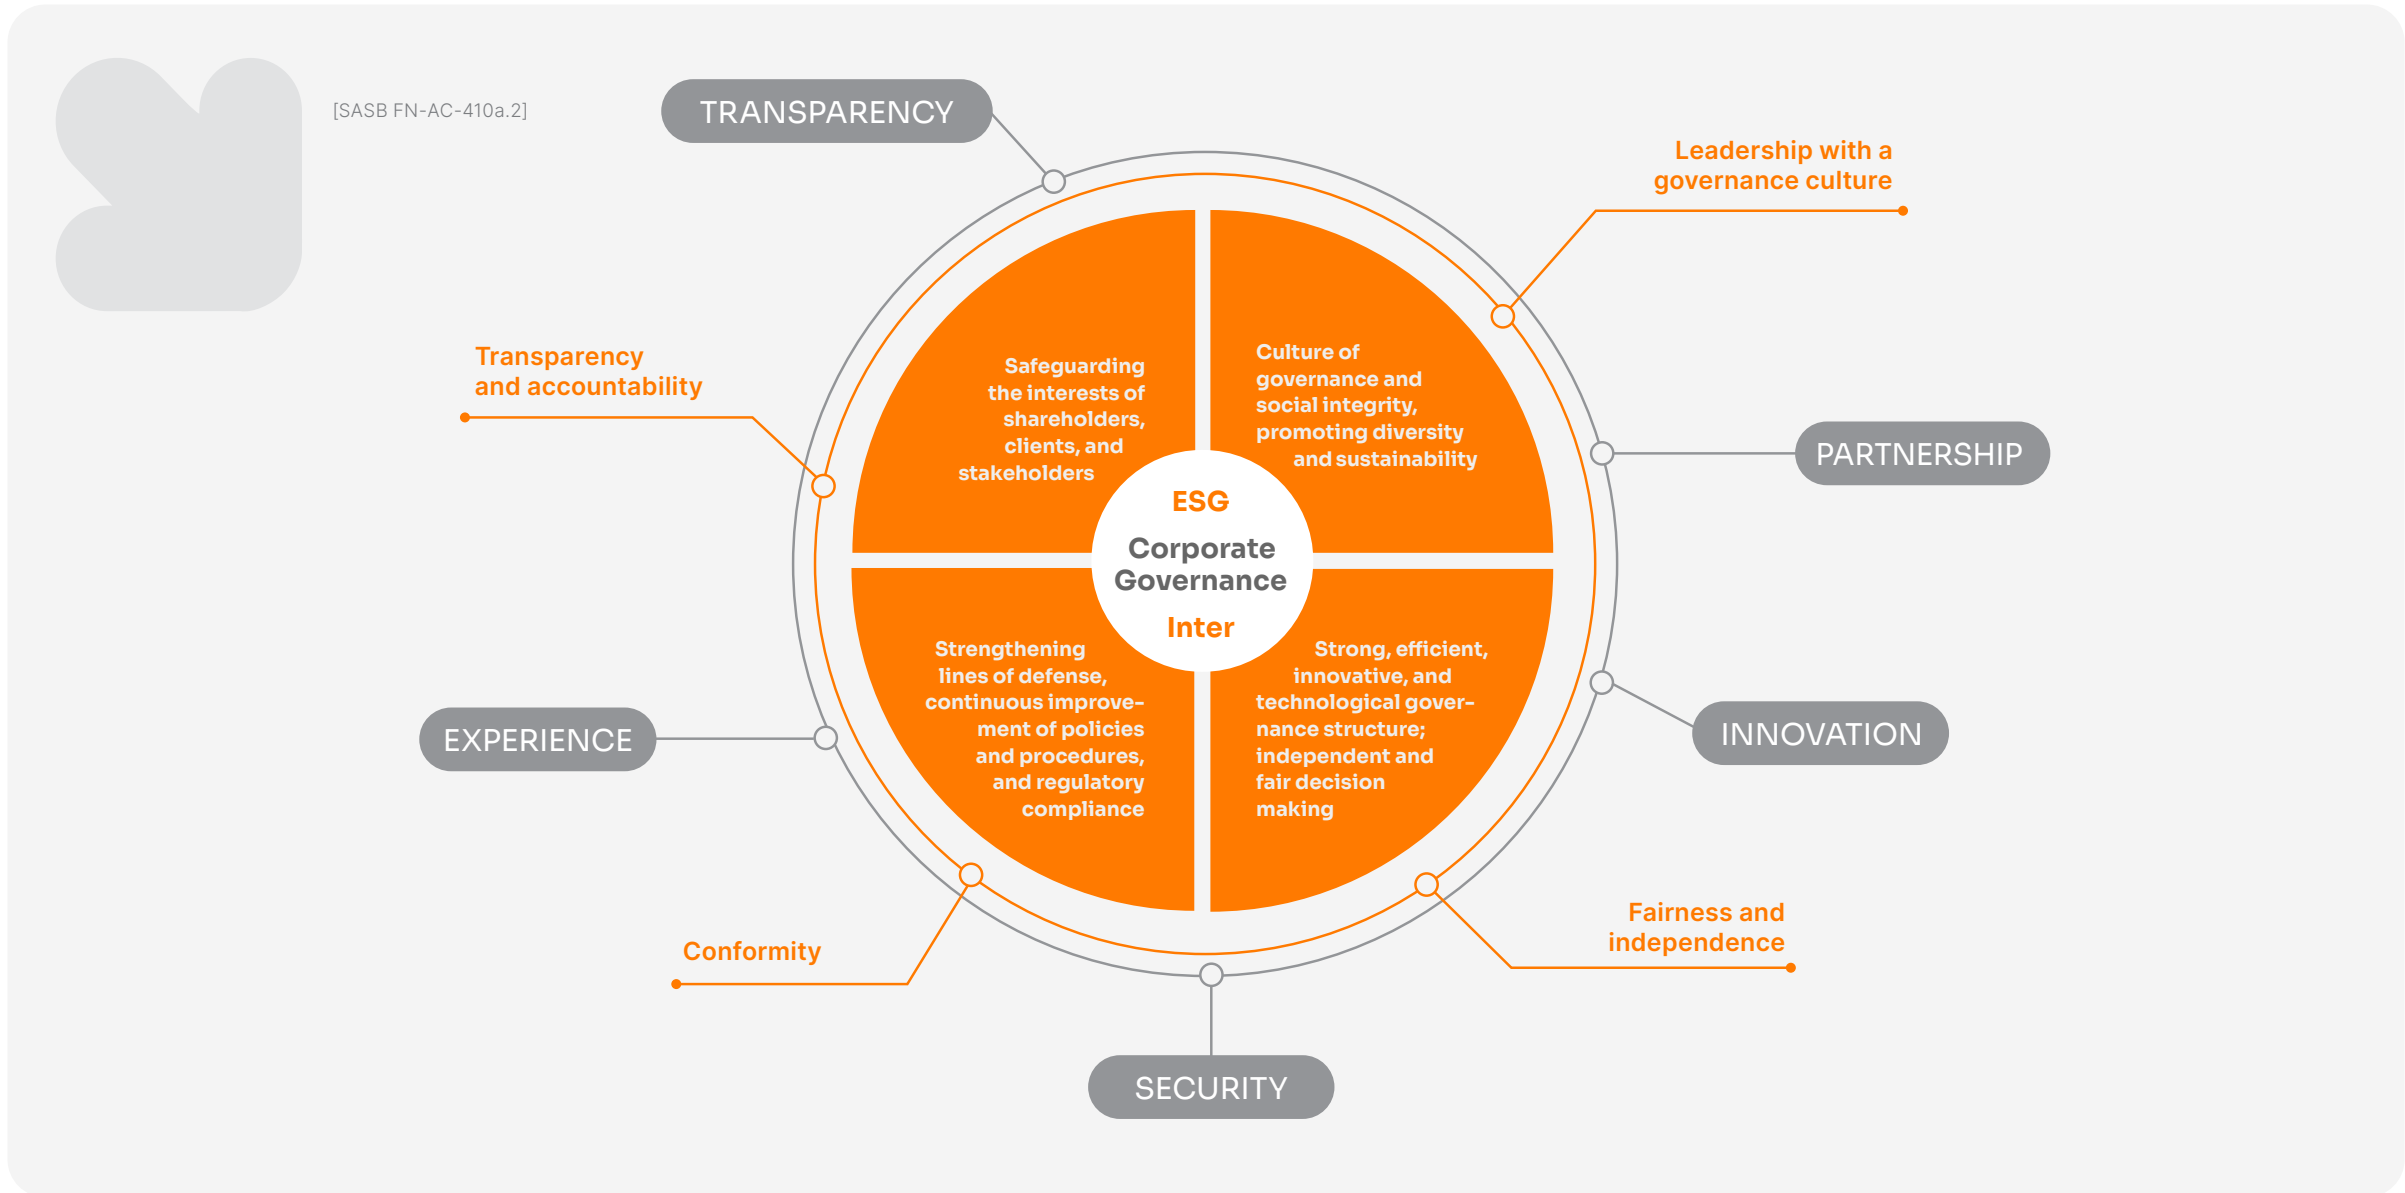 [SASB FN-AC-410a.2]
TRANSPARENCY
Leadership with a
governance culture
Transparency
and accountability
Safeguarding
the interests of
shareholders,
clients, and
stakeholders
Culture of
governance and
social integrity,
promoting diversity
and sustainability
PARTNERSHIP
ESG
Corporate
Governance
Inter
Strengthening
lines of defense,
continuous improve-
ment of policies
and procedures,
and regulatory
compliance
Strong, efficient,
innovative, and
technological gover-
nance structure;
independent and
fair decision
making
EXPERIENCE
INNOVATION
Conformity
Fairness and
independence
SECURITY